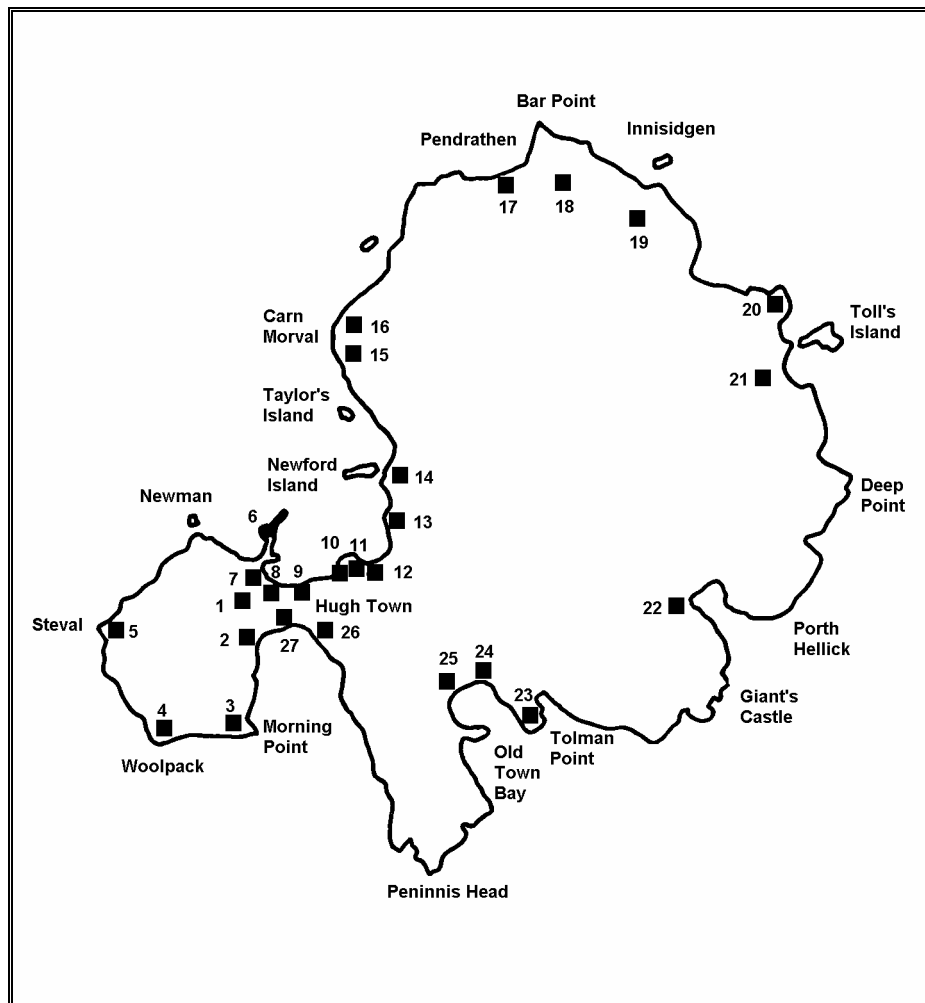 Bar Point
Innisidgen
Pendrathen
17
18
19
20
Toll's
Island
Carn
Morval
16
15
21
Taylor's
Island
Newford
Island
14
Deep
Point
Newman
6
13
10
11
12
7
8
9
1
Hugh Town
22
Steval
5
2
27
26
Porth
Hellick
25
24
23
Giant's
Castle
4
3
Morning
Point
Woolpack
Old
Town
Bay
Tolman
Point
Peninnis Head